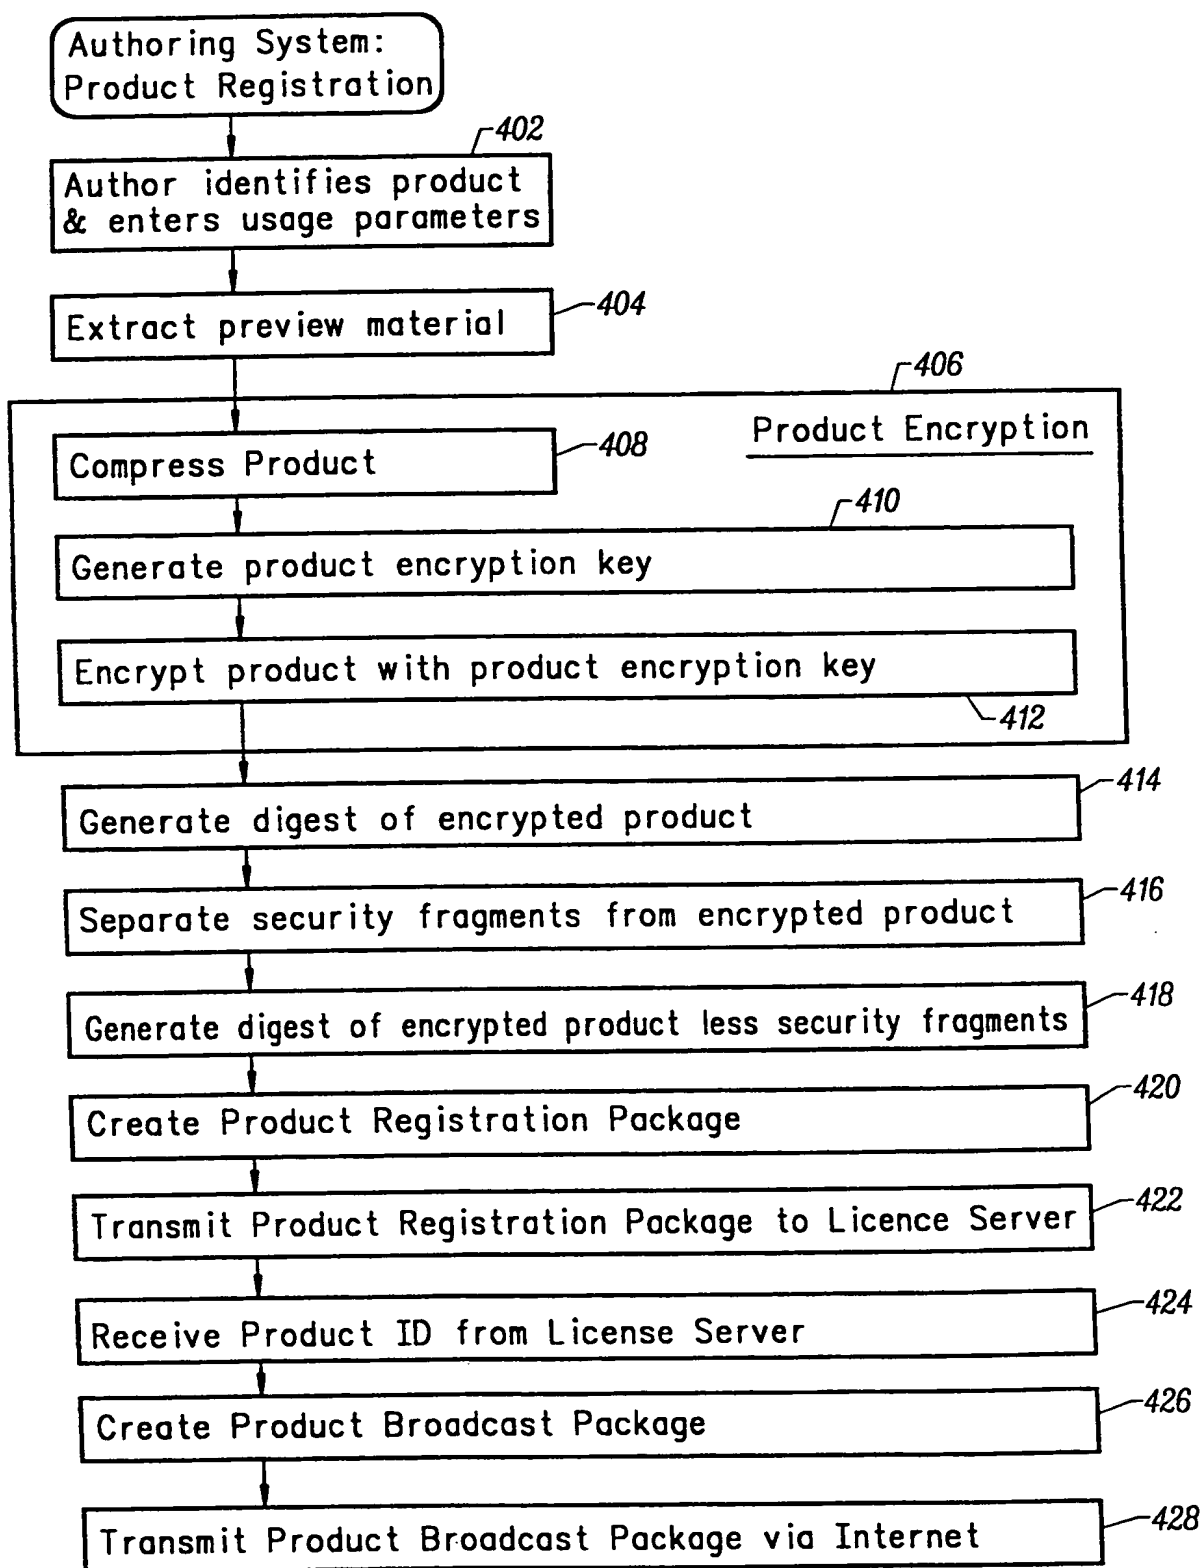 Authoring System:
Product Registration
402
Author identifies product
& enters usage parameters
404
Extract preview material
406
Product Encryption
408
Compress Product
410
Generate product encryption key
Encrypt product with product encryption key
412
414
Generate digest of encrypted product
416
Separate security fragments from encrypted product
418
Generate digest of encrypted product less security fragments
420
Create Product Registration Package
422
Transmit Product Registration Package to Licence Server
424
Receive Product ID from License Server
426
Create Product Broadcast Package
428
Transmit Product Broadcast Package via Internet